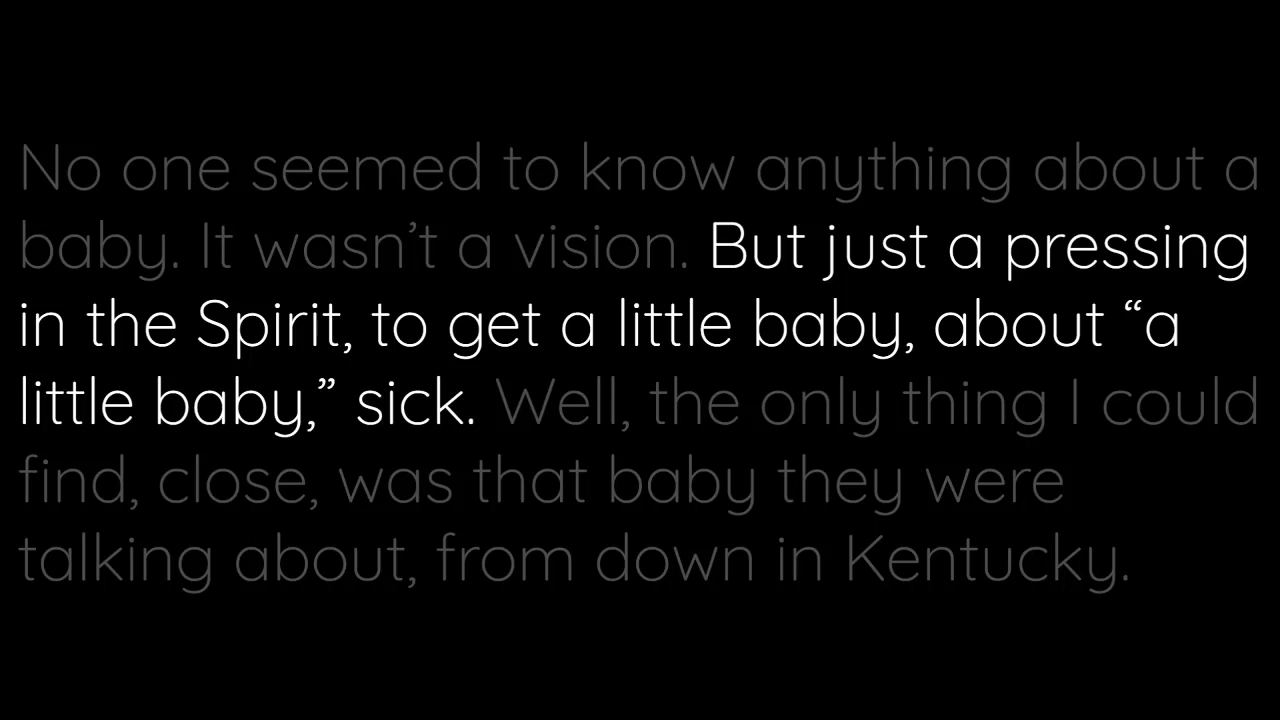 No one seemed to know anything about a
baby. It wasn’t a vision. But just a pressing
in the Spirit, to get a little baby, about “a
little baby,” sick. Well, the only thing I could
find, close, was that baby they were
talking about, from down in Kentucky.